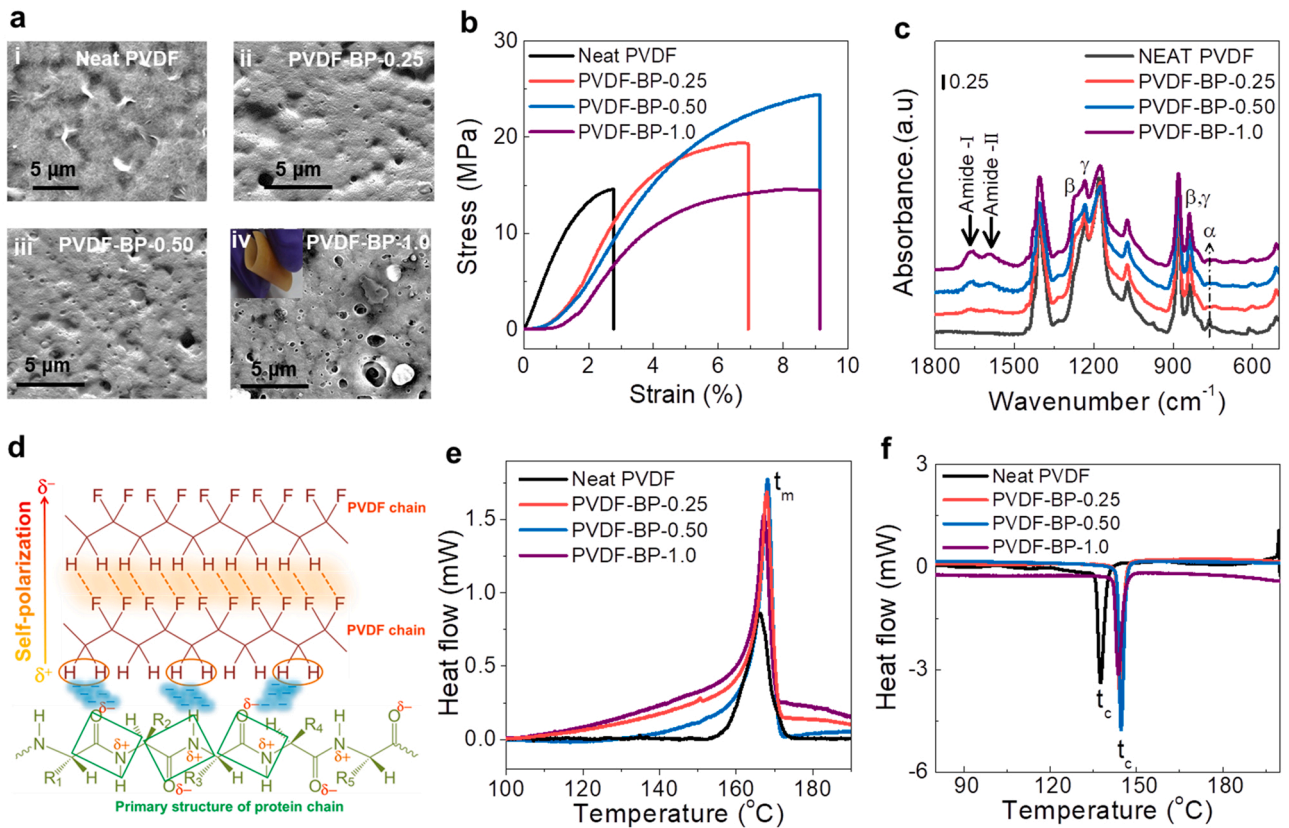 a
i
Neat PVDF
5 µm
ii
PVDF-BP-0.25
5 µm
iii
PVDF-BP-0.50
5 µm
iv
PVDF-BP-1.0
5 µm
b
30
20
10
0
Stress (MPa)
Neat PVDF
PVDF-BP-0.25
PVDF-BP-0.50
PVDF-BP-1.0
0 2 4 6 8 10
Strain (%)
c
0.25
NEAT PVDF
PVDF-BP-0.25
PVDF-BP-0.50
PVDF-BP-1.0
Absorbance.(a.u)
Amide -I
Amide -II
β
γ
β,γ
α
1800 1500 1200 900 600
Wavenumber (cm-1)
d
Self-polarization
δ−
δ+
F F F F F F F F F
PVDF chain
H H H H H H H H H
F F F F F F F F F
PVDF chain
H H H H H H H H
δ− δ− δ−
H O H R2 H O H R4 H O
N δ+ N δ+ N δ+
R1 H H O R3 H H O R5 H
δ− δ−
Primary structure of protein chain
e
Neat PVDF
PVDF-BP-0.25
PVDF-BP-0.50
PVDF-BP-1.0
tm
1.5
1.0
0.5
0.0
Heat flow (mW)
100 120 140 160 180
Temperature (oC)
f
3
0
-3
-6
Heat flow (mW)
Neat PVDF
PVDF-BP-0.25
PVDF-BP-0.50
PVDF-BP-1.0
tc
tc
90 120 150 180
Temperature (oC)